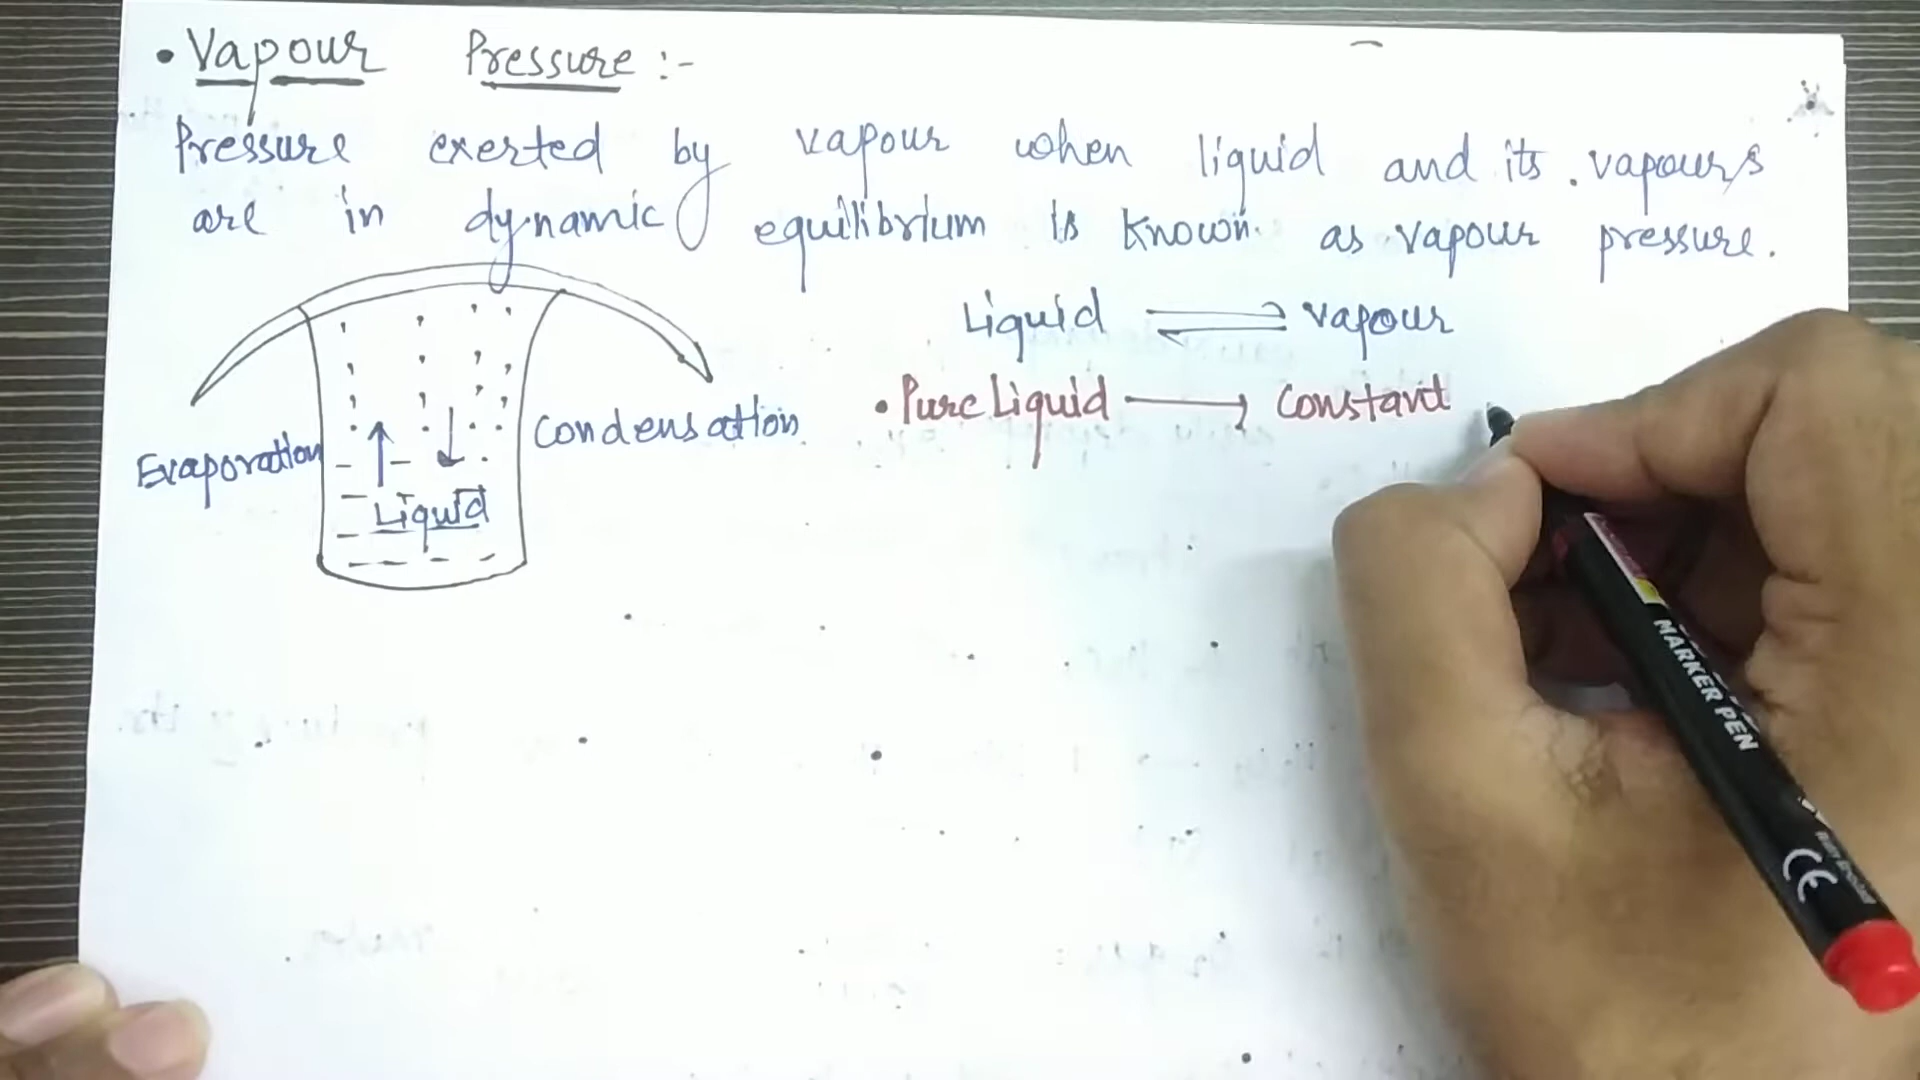 • Vapour Pressure :-
Pressure exerted by vapour when liquid and its vapours
are in dynamic equilibrium is known as vapour pressure.
Liquid ⇌ vapour
• Pure Liquid ⟶ Constant
Evaporation
Condensation
Liquid
MARKER PEN
CE